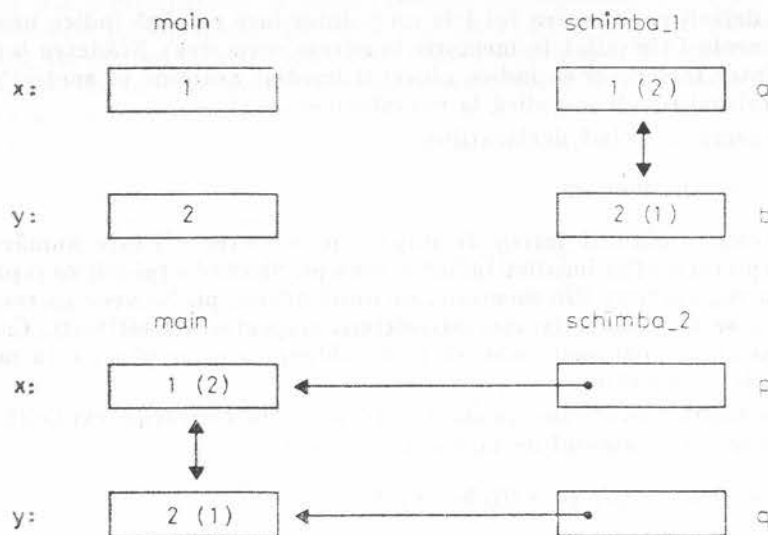 main schimba_1
x: 1 1 (2) a
y: 2 2 (1) b
main schimba_2
x: 1 (2) p
y: 2 (1) q